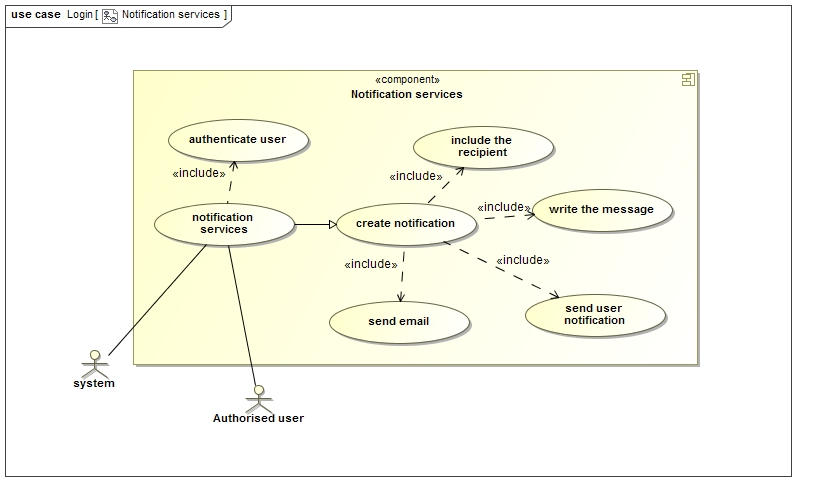 use case Login [ Notification services ]
«component»
Notification services
authenticate user
include the
recipient
«include»
«include»
notification
services
create notification
«include»
write the message
«include»
«include»
send email
send user
notification
system
Authorised user